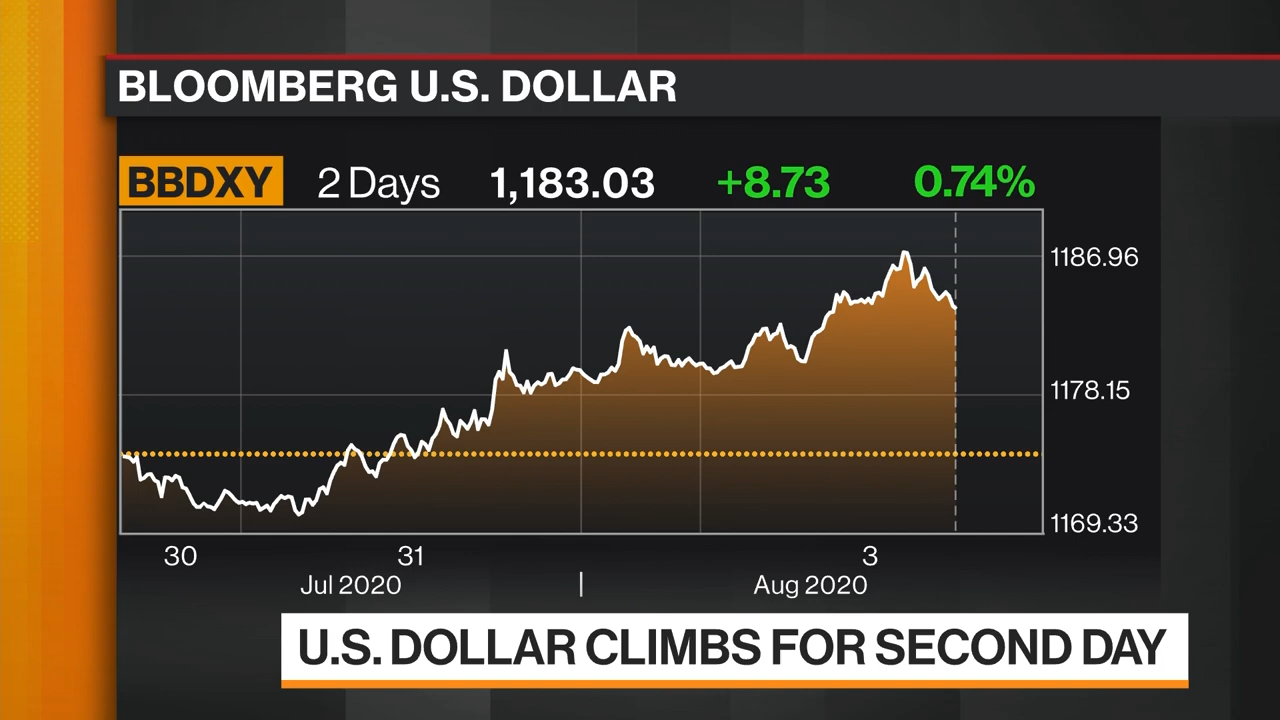 BLOOMBERG U.S. DOLLAR
BBDXY 2 Days 1,183.03 +8.73 0.74%
1186.96
1178.15
1169.33
30 31 3
Jul 2020 | Aug 2020
U.S. DOLLAR CLIMBS FOR SECOND DAY